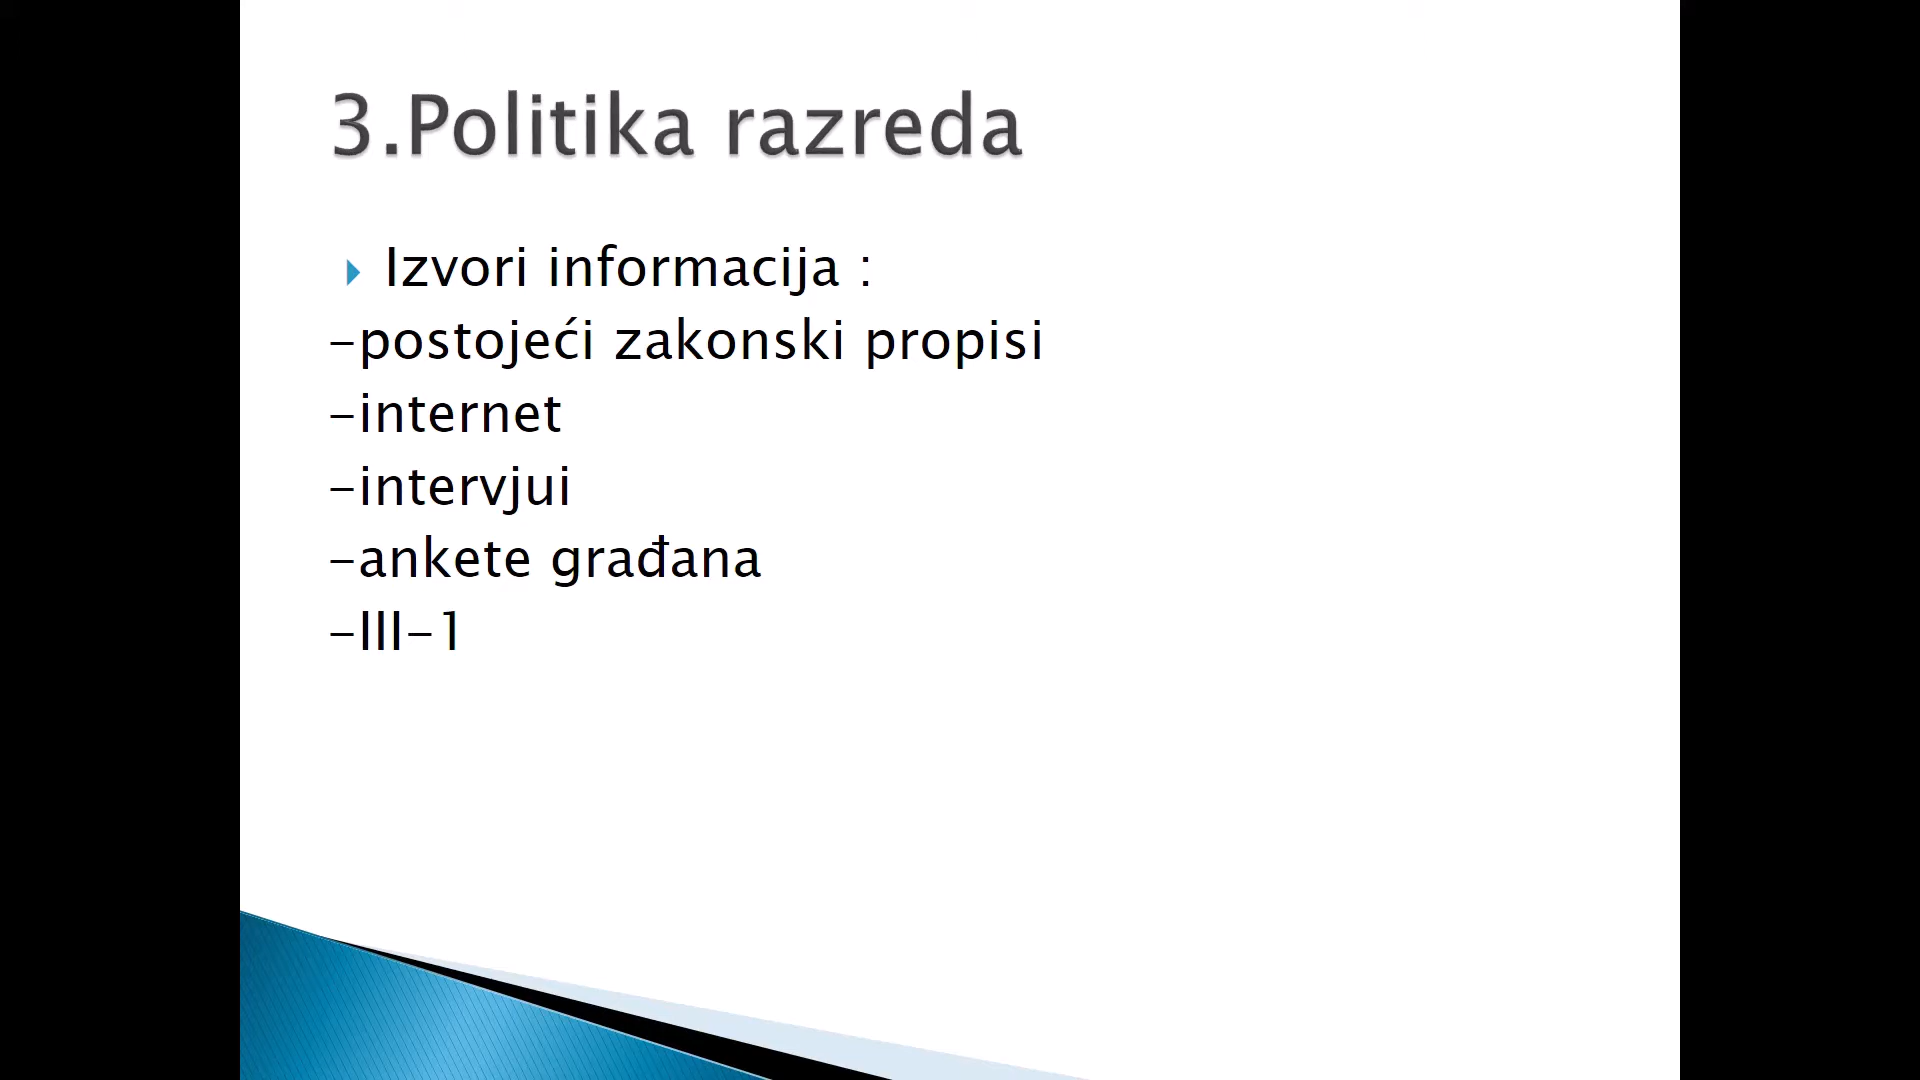 3.Politika razreda
Izvori informacija :
-postojeći zakonski propisi
-internet
-intervjui
-ankete građana
-III-1